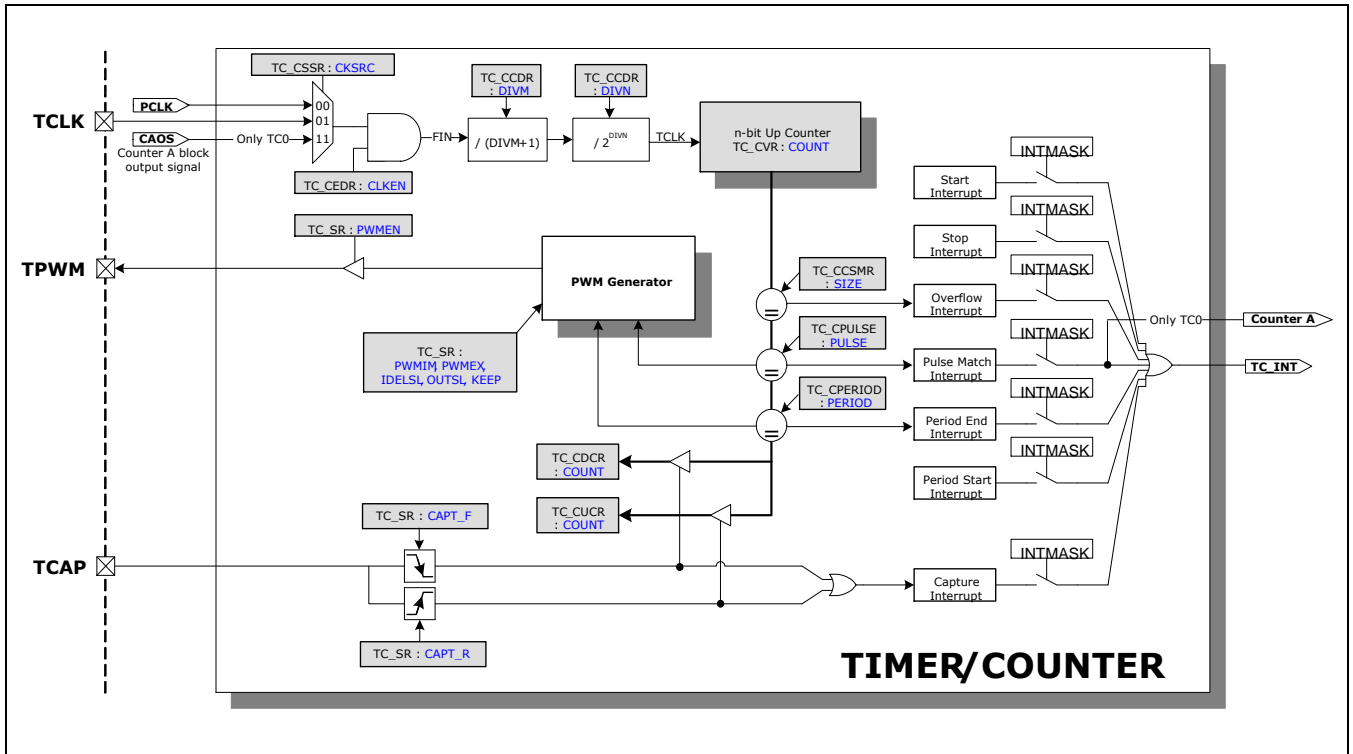 TC_CSSR : CKSRC
PCLK
TCLK
CAOS
Counter A block
output signal
Only TC0
00
01
11
TC_CEDR : CLKEN
FIN
TC_CCDR
: DIVM
/ (DIVM+1)
TC_CCDR
: DIVN
/ 2^DIVN
TCLK
n-bit Up Counter
TC_CVR : COUNT
TC_SR : PWMEN
TPWM
PWM Generator
TC_SR :
PWMIM, PWMEX,
IDELSL, OUTSL, KEEP
TC_CCSMR
: SIZE
=
TC_CPULSE
: PULSE
=
TC_CPERIOD
: PERIOD
=
TC_CDCR
: COUNT
TC_CUCR
: COUNT
TC_SR : CAPT_F
TCAP
TC_SR : CAPT_R
INTMASK
Start
Interrupt
INTMASK
Stop
Interrupt
INTMASK
Overflow
Interrupt
INTMASK
Pulse Match
Interrupt
INTMASK
Period End
Interrupt
INTMASK
Period Start
Interrupt
INTMASK
Capture
Interrupt
Only TC0
Counter A
TC_INT
TIMER/COUNTER